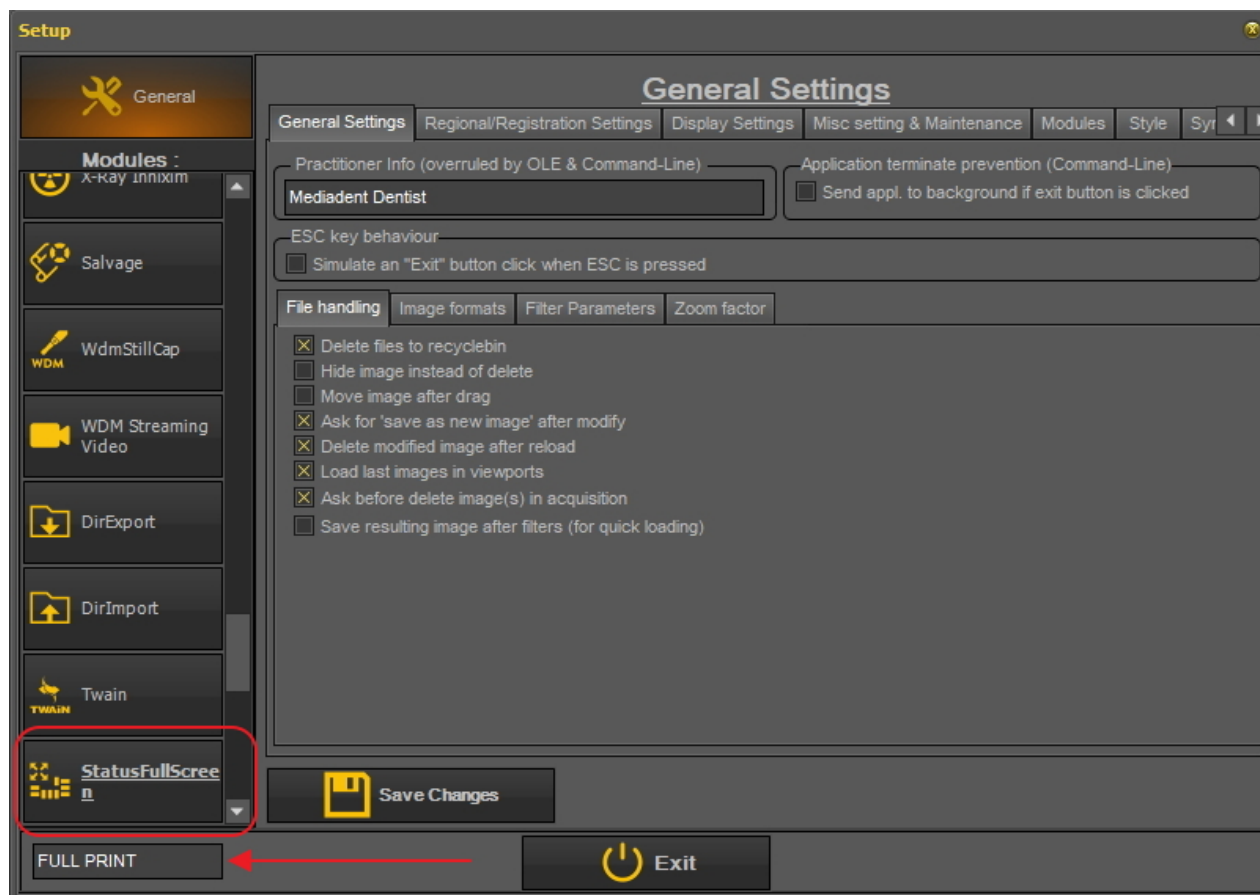 Setup
General
Modules :
X-Ray Innixim
Salvage
WDM
WdmStillCap
WDM Streaming
Video
DirExport
DirImport
TWAIN
Twain
StatusFullScree
n
FULL PRINT
General Settings
General Settings
Regional/Registration Settings
Display Settings
Misc setting & Maintenance
Modules
Style
Syr
Practitioner Info (overruled by OLE & Command-Line)
Mediadent Dentist
Application terminate prevention (Command-Line)
Send appl. to background if exit button is clicked
ESC key behaviour
Simulate an "Exit" button click when ESC is pressed
File handling
Image formats
Filter Parameters
Zoom factor
Delete files to recyclebin
Hide image instead of delete
Move image after drag
Ask for 'save as new image' after modify
Delete modified image after reload
Load last images in viewports
Ask before delete image(s) in acquisition
Save resulting image after filters (for quick loading)
Save Changes
Exit